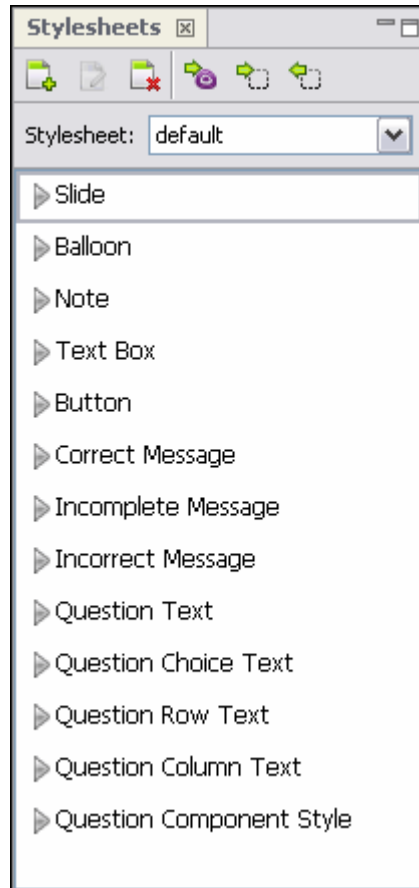 Stylesheets
Stylesheet: default
Slide
Balloon
Note
Text Box
Button
Correct Message
Incomplete Message
Incorrect Message
Question Text
Question Choice Text
Question Row Text
Question Column Text
Question Component Style